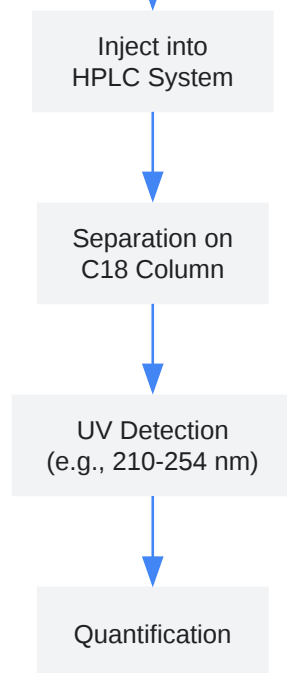 Inject into
HPLC System
Separation on
C18 Column
UV Detection
(e.g., 210-254 nm)
Quantification